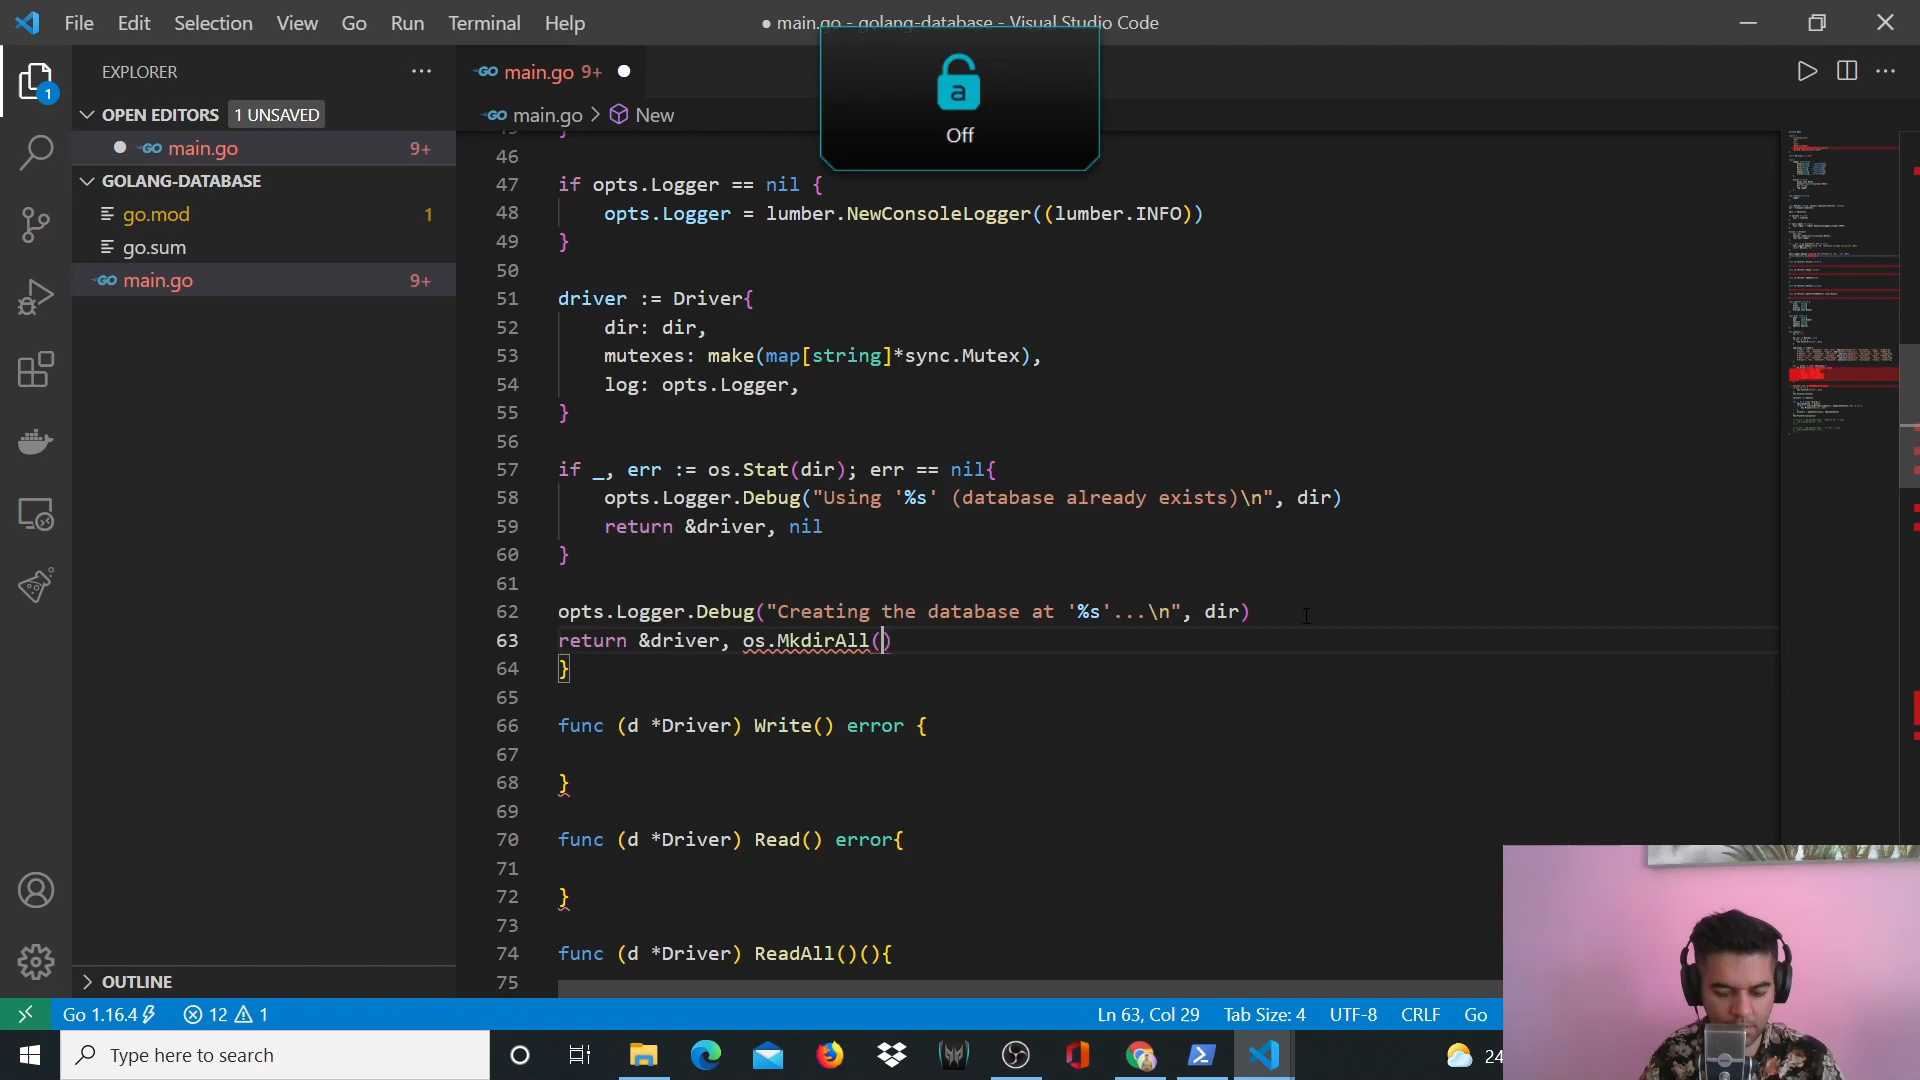 File Edit Selection View Go Run Terminal Help
● main.go - golang-database - Visual Studio Code
a
Off
EXPLORER
OPEN EDITORS 1 UNSAVED
main.go 9+
GOLANG-DATABASE
go.mod 1
go.sum
main.go 9+
OUTLINE
1
main.go 9+
main.go > New
46
47 if opts.Logger == nil {
48 opts.Logger = lumber.NewConsoleLogger((lumber.INFO))
49 }
50
51 driver := Driver{
52 dir: dir,
53 mutexes: make(map[string]*sync.Mutex),
54 log: opts.Logger,
55 }
56
57 if _, err := os.Stat(dir); err == nil{
58 opts.Logger.Debug("Using '%s' (database already exists)\n", dir)
59 return &driver, nil
60 }
61
62 opts.Logger.Debug("Creating the database at '%s'...\n", dir)
63 return &driver, os.MkdirAll()
64 }
65
66 func (d *Driver) Write() error {
67
68 }
69
70 func (d *Driver) Read() error{
71
72 }
73
74 func (d *Driver) ReadAll()(){
75
Go 1.16.4 12 1 Ln 63, Col 29 Tab Size: 4 UTF-8 CRLF Go
Type here to search
24